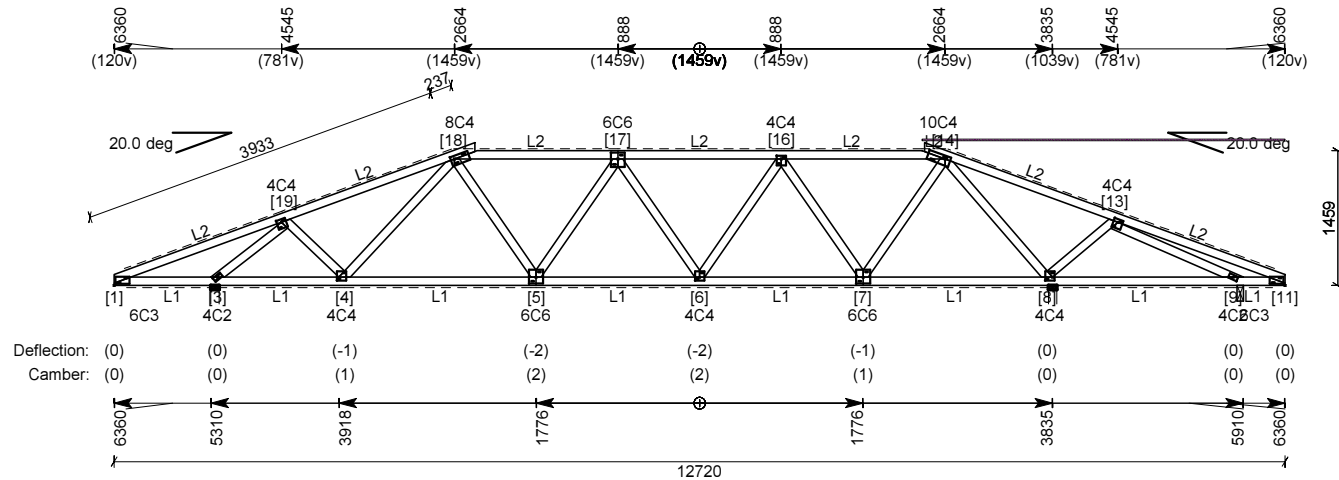 6360 4545 2664 888 888 2664 3835 4545 6360
(120v) (781v) (1459v) (1459v) (1459v) (1459v) (1459v) (1039v) (781v) (120v)
237
3933
20.0 deg
20.0 deg
8C4 6C6 4C4 10C4
[18] [17] [16]
L2 L2 L2 L2
4C4 4C4
[19] [13]
L2 L2
L2 L2
1459
[1] L1 [3] L1 [4] L1 [5] L1 [6] L1 [7] L1 [8] L1 [9] L1 [11]
6C3 4C2 4C4 6C6 4C4 6C6 4C4 6C3
Deflection: (0) (0) (-1) (-2) (-2) (-1) (0) (0) (0)
Camber: (0) (0) (1) (2) (2) (1) (0) (0) (0)
6360 5310 3918 1776 1776 3835 5910 6360
12720